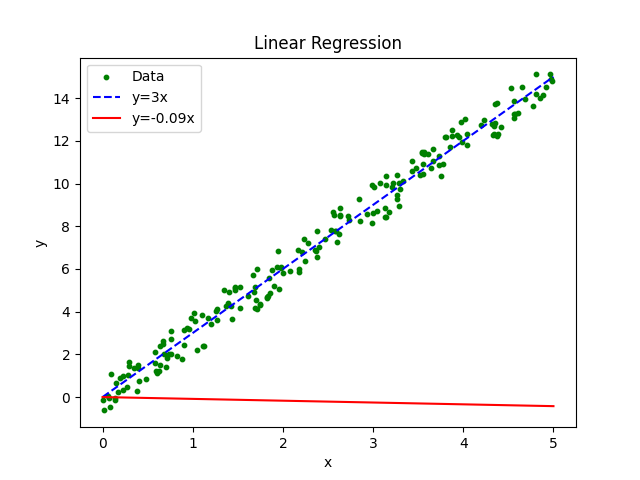 Linear Regression
Data
y=3x
y=-0.09x
y
14
12
10
8
6
4
2
0
0 1 2 3 4 5
x